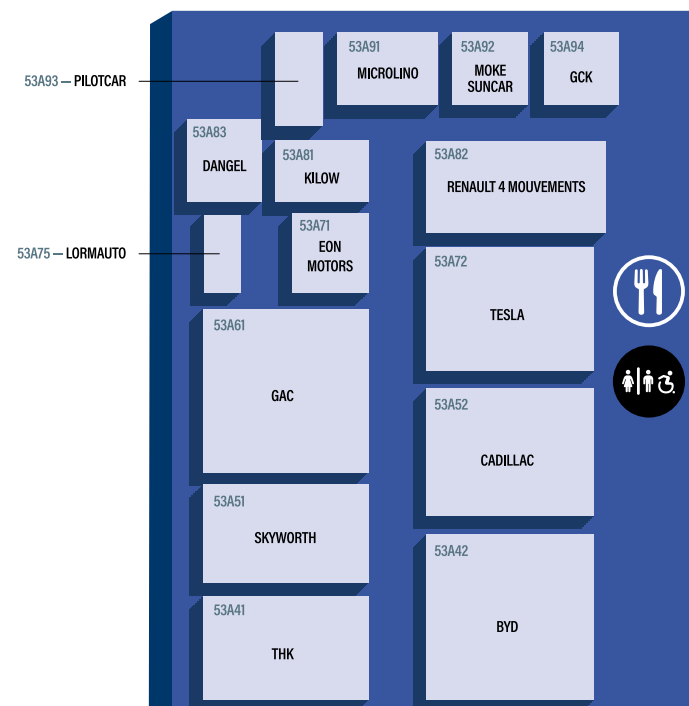 53A91
MICROLINO
53A92
MOKE
SUNCAR
53A94
GCK
53A93 — PILOTCAR
53A83
DANGEL
53A81
KILOW
53A82
RENAULT 4 MOUVEMENTS
53A75 — LORMAUTO
53A71
EON
MOTORS
53A72
TESLA
53A61
GAC
53A52
CADILLAC
53A51
SKYWORTH
53A42
BYD
53A41
THK